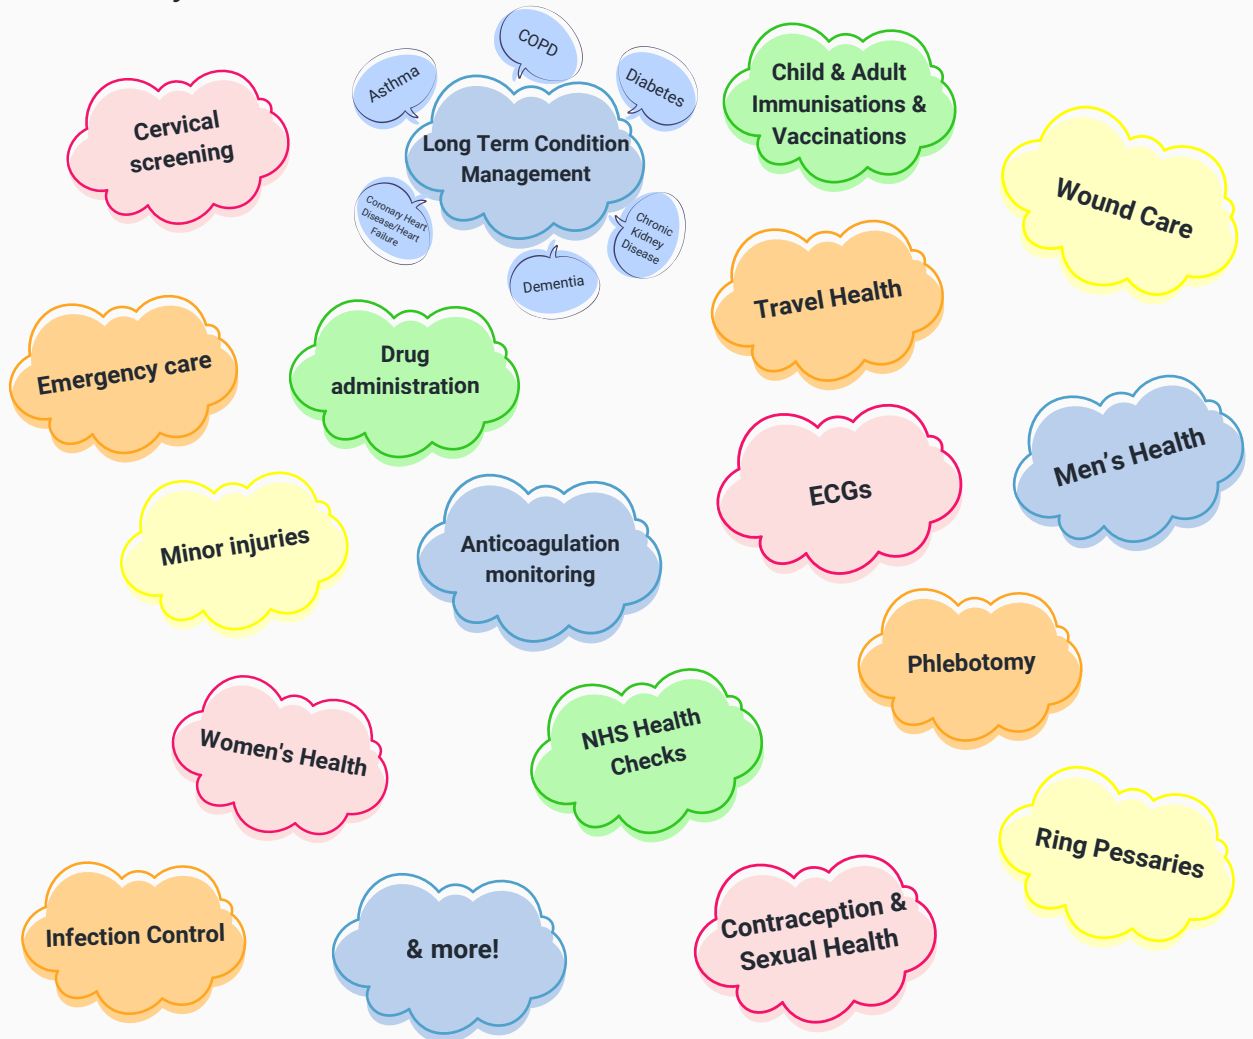 COPD
Asthma
Diabetes
Long Term Condition
Management
Coronary Heart
Disease/Heart
Failure
Chronic
Kidney
Disease
Dementia
Child & Adult
Immunisations &
Vaccinations
Cervical
screening
Wound Care
Travel Health
Emergency care
Drug
administration
Men’s Health
ECGs
Minor injuries
Anticoagulation
monitoring
Phlebotomy
Women's Health
NHS Health
Checks
Ring Pessaries
Infection Control
& more!
Contraception &
Sexual Health